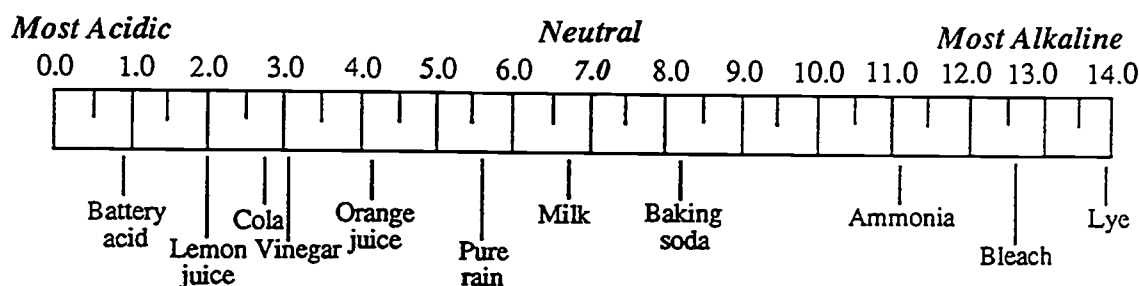 Most Acidic Neutral Most Alkaline
0.0 1.0 2.0 3.0 4.0 5.0 6.0 7.0 8.0 9.0 10.0 11.0 12.0 13.0 14.0
Battery
acid
Lemon
juice
Cola
Vinegar
Orange
juice
Pure
rain
Milk
Baking
soda
Ammonia
Bleach
Lye